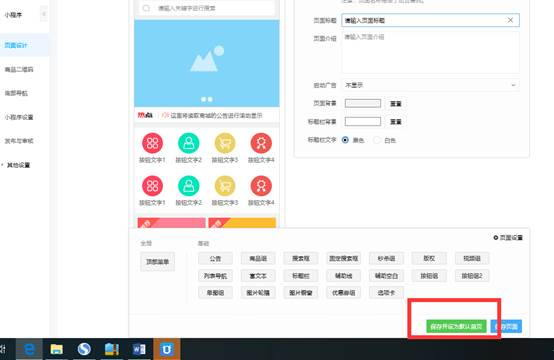 小程序
页面设计
商品二维码
底部导航
小程序设置
发布与审核
其他设置
请输入关键字进行搜索
热点 这里将读取商城的公告进行滚动显示
按钮文字1 按钮文字2 按钮文字3 按钮文字4
按钮文字1 按钮文字2 按钮文字3 按钮文字4
页面标题 请输入页面标题
页面介绍 请输入页面介绍
启动广告 不显示
页面背景 重置
标题栏背景 重置
标题栏文字 黑色 白色
页面设置
全局 基础
顶部菜单
公告 商品组 搜索框 固定搜索框 秒杀组 版权 视频组
列表导航 富文本 标题栏 辅助线 辅助空白 按钮组 按钮组2
单图组 图片轮播 图片橱窗 优惠券组 选项卡
保存并设为默认首页 保存页面